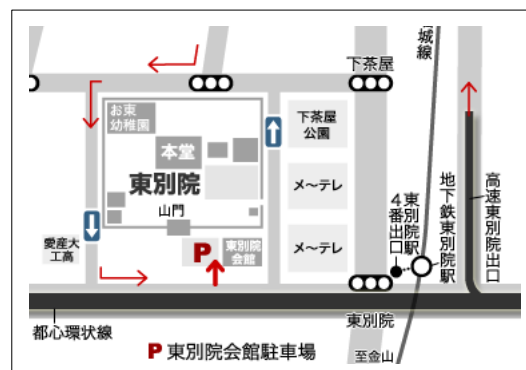 城線
下茶屋
お東
幼稚園
本堂
東別院
山門
下茶屋
公園
メ〜テレ
メ〜テレ
愛産大
工高
P
東別院
会館
東別院駅
4番出口
地下鉄東別院駅
高速東別院出口
都心環状線
東別院
至金山
P 東別院会館駐車場